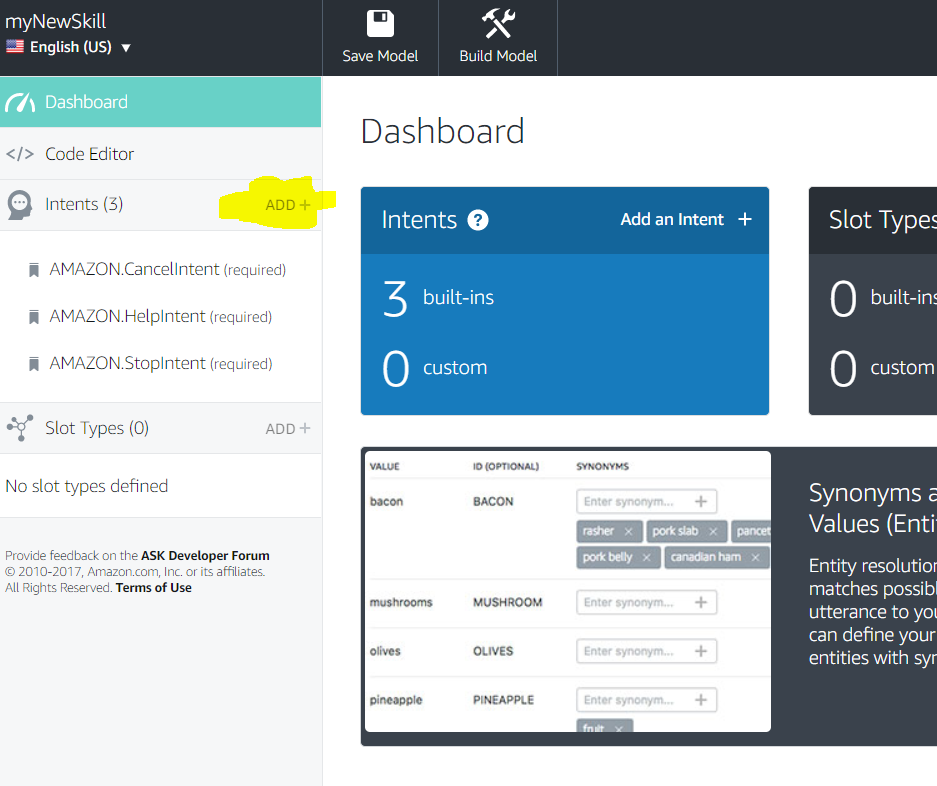 myNewSkill
English (US) ▼
Save Model
Build Model
Dashboard
</> Code Editor
Intents (3) ADD +
AMAZON.CancelIntent (required)
AMAZON.HelpIntent (required)
AMAZON.StopIntent (required)
Slot Types (0) ADD +
No slot types defined
Provide feedback on the ASK Developer Forum
© 2010-2017, Amazon.com, Inc. or its affiliates.
All Rights Reserved. Terms of Use
Dashboard
Intents ? Add an Intent +
3 built-ins
0 custom
Slot Types
0 built-ins
0 custom
VALUE ID (OPTIONAL) SYNONYMS
bacon BACON Enter synonym... +
rasher × pork slab × pancet
pork belly × canadian ham ×
mushrooms MUSHROOM Enter synonym... +
olives OLIVES Enter synonym... +
pineapple PINEAPPLE Enter synonym... +
fruit ×
Synonyms a
Values (Enti
Entity resolution
matches possibl
utterance to you
can define your
entities with syn